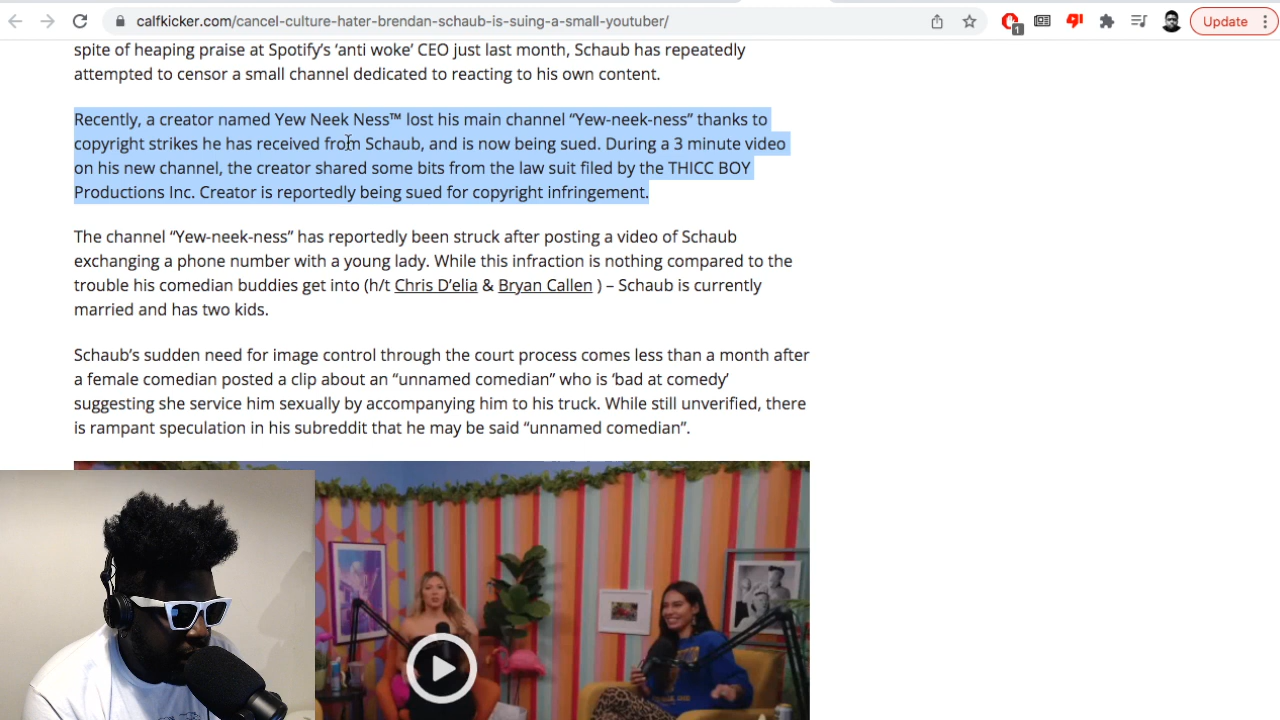 calfkicker.com/cancel-culture-hater-brendan-schaub-is-suing-a-small-youtuber/
1
Update
spite of heaping praise at Spotify's 'anti woke' CEO just last month, Schaub has repeatedly
attempted to censor a small channel dedicated to reacting to his own content.
Recently, a creator named Yew Neek Ness™ lost his main channel “Yew-neek-ness” thanks to
copyright strikes he has received from Schaub, and is now being sued. During a 3 minute video
on his new channel, the creator shared some bits from the law suit filed by the THICC BOY
Productions Inc. Creator is reportedly being sued for copyright infringement.
The channel “Yew-neek-ness” has reportedly been struck after posting a video of Schaub
exchanging a phone number with a young lady. While this infraction is nothing compared to the
trouble his comedian buddies get into (h/t Chris D’elia & Bryan Callen ) – Schaub is currently
married and has two kids.
Schaub’s sudden need for image control through the court process comes less than a month after
a female comedian posted a clip about an “unnamed comedian” who is ‘bad at comedy’
suggesting she service him sexually by accompanying him to his truck. While still unverified, there
is rampant speculation in his subreddit that he may be said “unnamed comedian”.